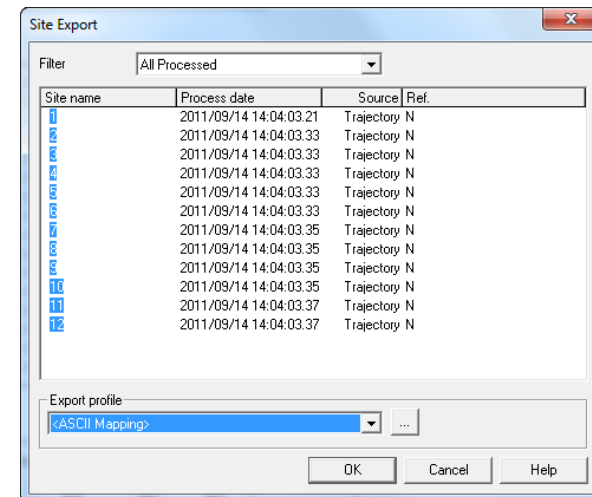 Site Export
Filter All Processed
Site name Process date Source Ref.
1 2011/09/14 14:04:03.21 Trajectory N
2 2011/09/14 14:04:03.33 Trajectory N
3 2011/09/14 14:04:03.33 Trajectory N
4 2011/09/14 14:04:03.33 Trajectory N
5 2011/09/14 14:04:03.33 Trajectory N
6 2011/09/14 14:04:03.33 Trajectory N
7 2011/09/14 14:04:03.35 Trajectory N
8 2011/09/14 14:04:03.35 Trajectory N
9 2011/09/14 14:04:03.35 Trajectory N
10 2011/09/14 14:04:03.35 Trajectory N
11 2011/09/14 14:04:03.37 Trajectory N
12 2011/09/14 14:04:03.37 Trajectory N
Export profile
<ASCII Mapping> ...
OK Cancel Help